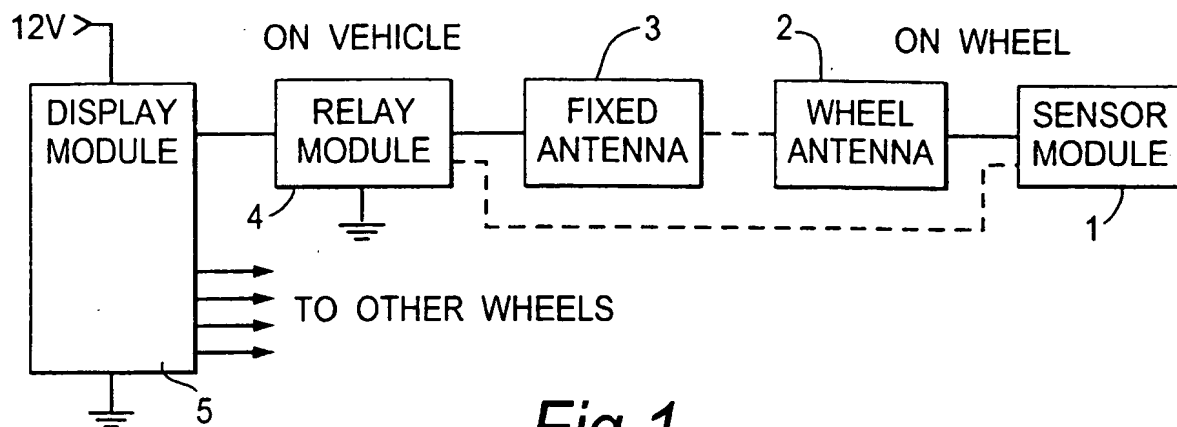 12V
ON VEHICLE
3
2
ON WHEEL
DISPLAY
MODULE
RELAY
MODULE
FIXED
ANTENNA
WHEEL
ANTENNA
SENSOR
MODULE
4
1
TO OTHER WHEELS
5
Fig.1